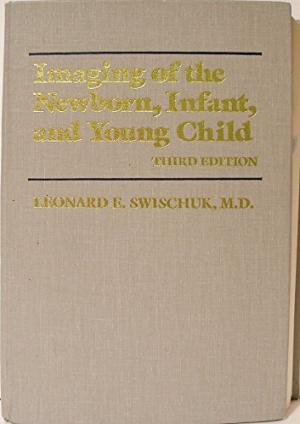 Imaging of the
Newborn, Infant,
and Young Child
THIRD EDITION
LEONARD E. SWISCHUK, M.D.